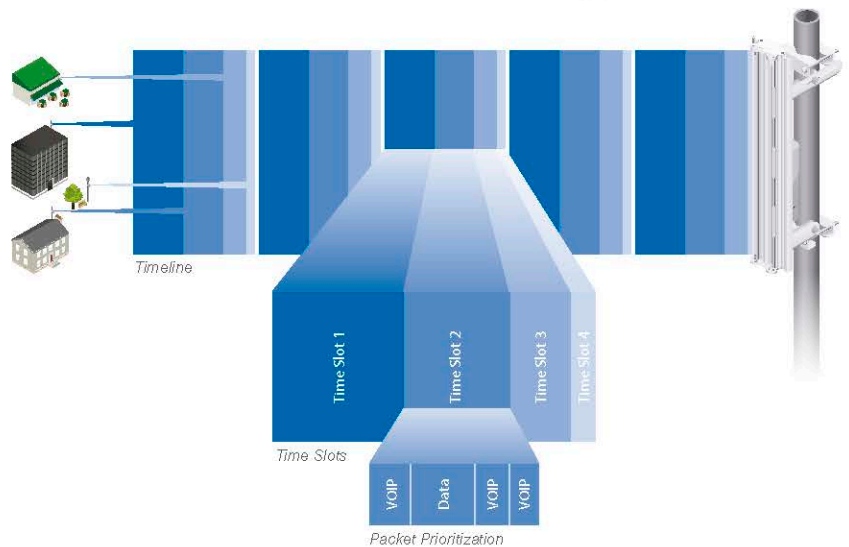 Timeline
Time Slot 1
Time Slot 2
Time Slot 3
Time Slot 4
Time Slots
VOIP
Data
VOIP
VOIP
Packet Prioritization